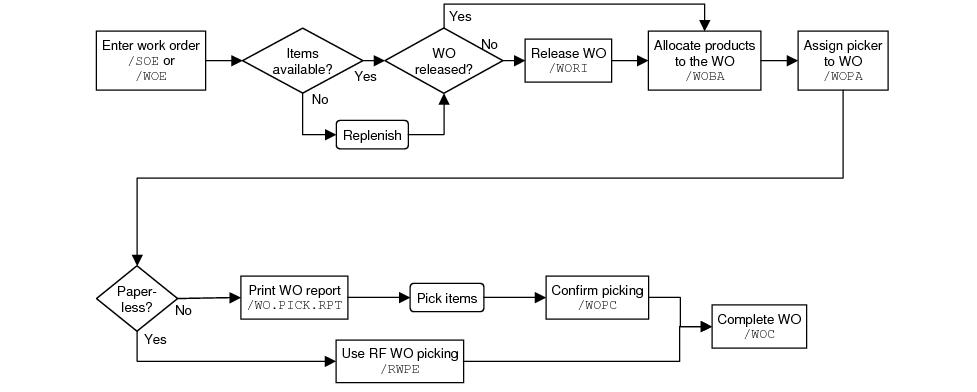 Yes
Enter work order
/SOE or
/WOE
Items
available?
Yes
No
WO
released?
No
Release WO
/WORI
Allocate products
to the WO
/WOBA
Assign picker
to WO
/WOPA
Replenish
Paper-
less?
No
Yes
Print WO report
/WO.PICK.RPT
Pick items
Confirm picking
/WOPC
Complete WO
/WOC
Use RF WO picking
/RWPE